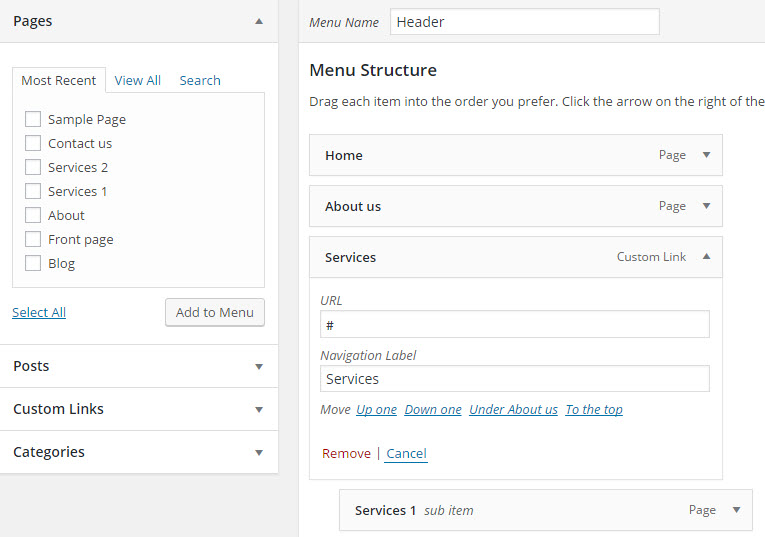 Pages
Most Recent View All Search
Sample Page
Contact us
Services 2
Services 1
About
Front page
Blog
Select All Add to Menu
Posts
Custom Links
Categories
Menu Name Header
Menu Structure
Drag each item into the order you prefer. Click the arrow on the right of the
Home Page
About us Page
Services Custom Link
URL
#
Navigation Label
Services
Move Up one Down one Under About us To the top
Remove | Cancel
Services 1 sub item Page